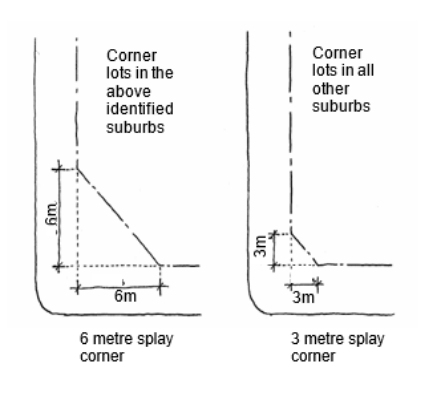 Corner
lots in the
above
identified
suburbs
6m
6m
6 metre splay
corner
Corner
lots in all
other
suburbs
3m
3m
3 metre splay
corner